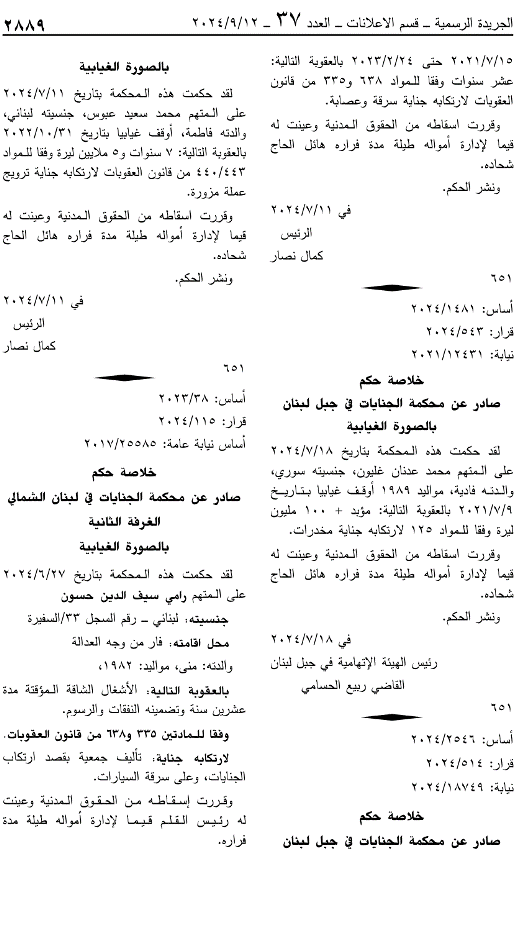 الجريدة الرسمية ـ قسم الاعلانات ـ العدد ٣٧ ـ ٢٠٢٤/٩/١٢
٢٨٨٩
٢٠٢١/٧/١٥ حتى ٢٠٢٣/٢/٢٤ بالعقوبة التالية:
عشر سنوات وفقا للمواد ٦٣٨ و٣٣٥ من قانون
العقوبات لارتكابه جناية سرقة وعصابة.
وقررت اسقاطه من الحقوق المدنية وعينت له
قيما لإدارة أمواله طيلة مدة فراره هائل الحاج
شحاده.
ونشر الحكم.
في ٢٠٢٤/٧/١١
الرئيس
كمال نصار
٦٥١
أساس: ٢٠٢٤/١٤٨١
قرار: ٢٠٢٤/٥٤٣
نيابة: ٢٠٢١/١٢٤٣١
خلاصة حكم
صادر عن محكمة الجنايات في جبل لبنان
بالصورة الغيابية
لقد حكمت هذه المحكمة بتاريخ ٢٠٢٤/٧/١٨
على المتهم محمد عدنان غليون، جنسيته سوري،
والدته فادية، مواليد ١٩٨٩ أوقف غيابيا بتاريخ
٢٠٢١/٧/٩ بالعقوبة التالية: مؤبد + ١٠٠ مليون
ليرة وفقا للمواد ١٢٥ لارتكابه جناية مخدرات.
وقررت اسقاطه من الحقوق المدنية وعينت له
قيما لإدارة أمواله طيلة مدة فراره هائل الحاج
شحاده.
ونشر الحكم.
في ٢٠٢٤/٧/١٨
رئيس الهيئة الإتهامية في جبل لبنان
القاضي ربيع الحسامي
٦٥١
أساس: ٢٠٢٤/٢٥٤٦
قرار: ٢٠٢٤/٥١٤
نيابة: ٢٠٢٤/١٨٧٤٩
خلاصة حكم
صادر عن محكمة الجنايات في جبل لبنان
بالصورة الغيابية
لقد حكمت هذه المحكمة بتاريخ ٢٠٢٤/٧/١١
على المتهم محمد سعيد عبوس، جنسيته لبناني،
والدته فاطمة، أوقف غيابيا بتاريخ ٢٠٢٢/١٠/٣١
بالعقوبة التالية: ٧ سنوات و٥ ملايين ليرة وفقا للمواد
٤٤٠/٤٤٣ من قانون العقوبات لارتكابه جناية ترويج
عملة مزورة.
وقررت اسقاطه من الحقوق المدنية وعينت له
قيما لإدارة أمواله طيلة مدة فراره هائل الحاج
شحاده.
ونشر الحكم.
في ٢٠٢٤/٧/١١
الرئيس
كمال نصار
٦٥١
أساس: ٢٠٢٣/٣٨
قرار: ٢٠٢٤/١١٥
أساس نيابة عامة: ٢٠١٧/٢٥٥٨٥
خلاصة حكم
صادر عن محكمة الجنايات في لبنان الشمالي
الغرفة الثانية
بالصورة الغيابية
لقد حكمت هذه المحكمة بتاريخ ٢٠٢٤/٦/٢٧
على المتهم رامي سيف الدين حسون
جنسيته: لبناني ـ رقم السجل ٣٣/السفيرة
محل اقامته: فار من وجه العدالة
والدته: منى، مواليد: ١٩٨٢،
بالعقوبة التالية: الأشغال الشاقة المؤقتة مدة
عشرين سنة وتضمينه النفقات والرسوم.
وفقا للمادتين ٣٣٥ و٦٣٨ من قانون العقوبات.
لارتكابه جناية: تأليف جمعية بقصد ارتكاب
الجنايات، وعلى سرقة السيارات.
وقررت إسقاطه من الحقوق المدنية وعينت
له رئيس القلم قيما لإدارة أمواله طيلة مدة
فراره.